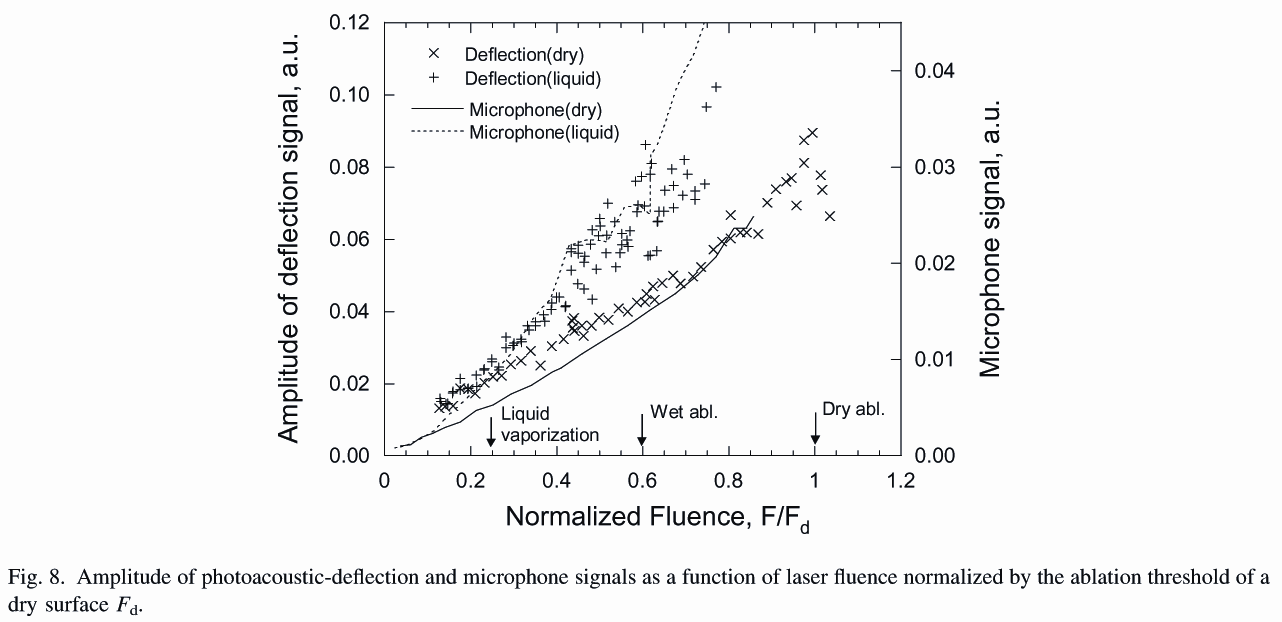 0.12
0.10
0.08
0.06
0.04
0.02
0.00
Amplitude of deflection signal, a.u.
× Deflection(dry)
+ Deflection(liquid)
Microphone(dry)
Microphone(liquid)
Liquid
vaporization
Wet abl.
Dry abl.
0.04
0.03
0.02
0.01
0.00
Microphone signal, a.u.
0 0.2 0.4 0.6 0.8 1 1.2
Normalized Fluence, F/Fd
Fig. 8. Amplitude of photoacoustic-deflection and microphone signals as a function of laser fluence normalized by the ablation threshold of a
dry surface Fd.